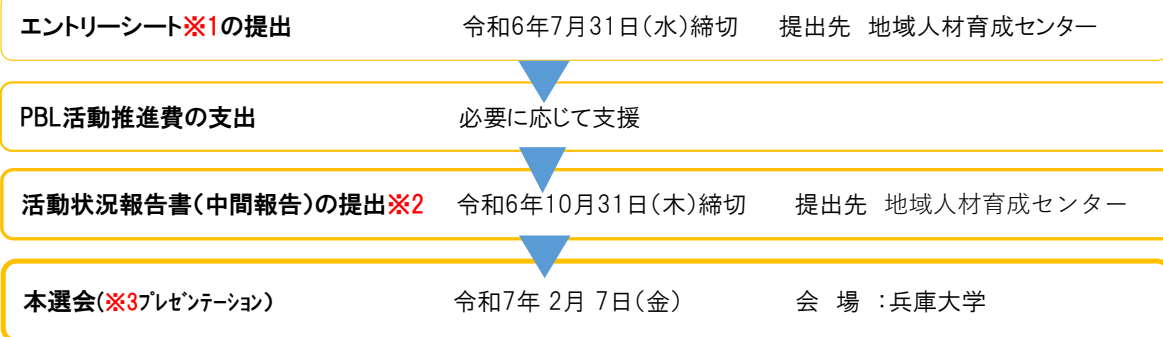 エントリーシート※1の提出 令和6年7月31日(水)締切 提出先 地域人材育成センター
PBL活動推進費の支出 必要に応じて支援
活動状況報告書(中間報告)の提出※2 令和6年10月31日(木)締切 提出先 地域人材育成センター
本選会(※3プレゼンテーション) 令和7年 2月 7日(金) 会 場 :兵庫大学